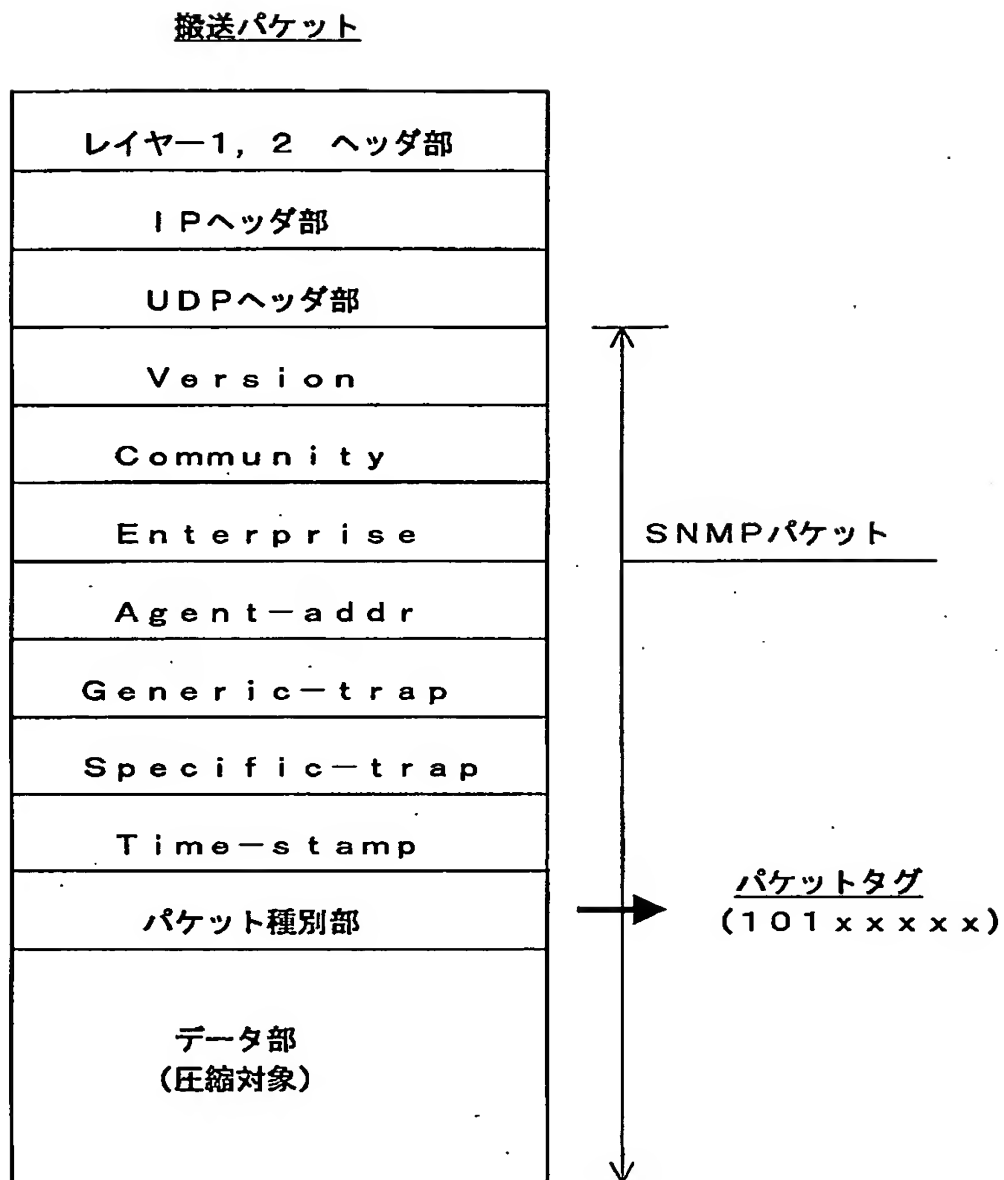 搬送パケット
レイヤー1,2 ヘッダ部
IPヘッダ部
UDPヘッダ部
Version
Community
Enterprise
SNMPパケット
Agent-addr
Generic-trap
Specific-trap
Time-stamp
パケット種別部
パケットタグ
(101xxxxx)
データ部
(圧縮対象)